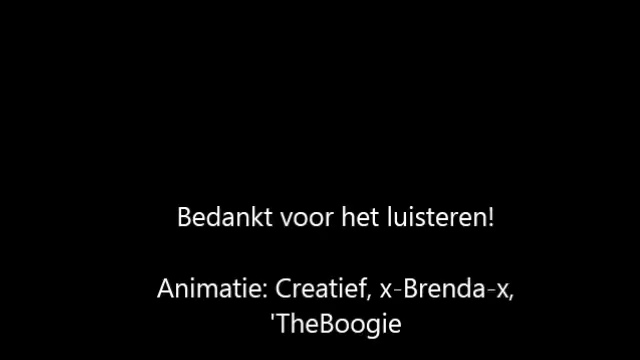 Bedankt voor het luisteren!
Animatie: Creatief, x-Brenda-x,
'TheBoogie